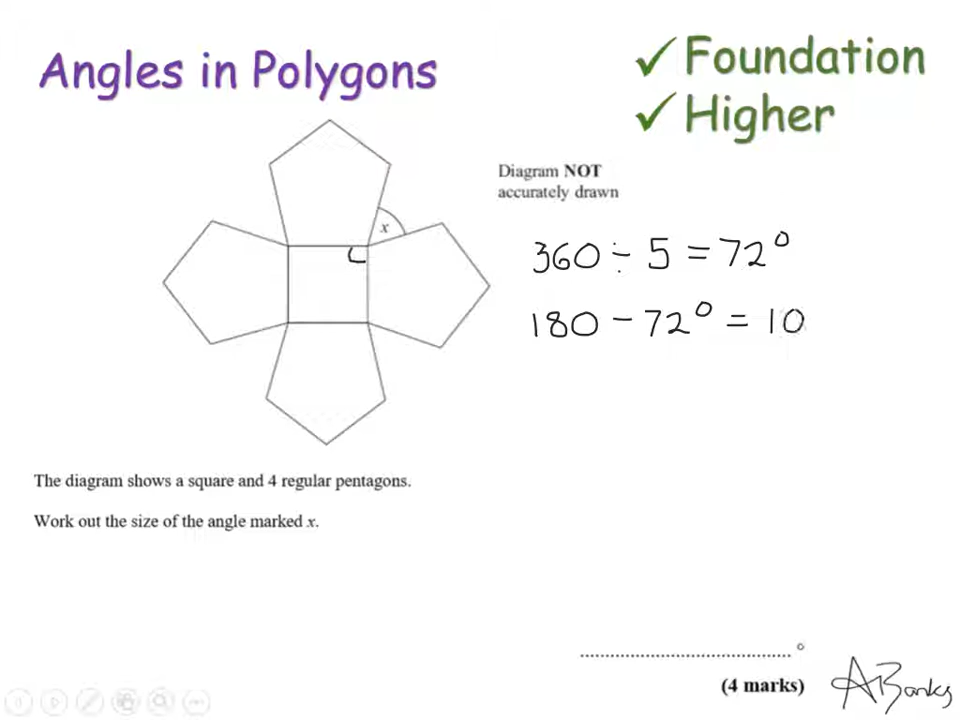 Angles in Polygons
✓ Foundation
✓ Higher
Diagram NOT
accurately drawn
x
360 ÷ 5 = 72°
180 - 72° = 10
The diagram shows a square and 4 regular pentagons.
Work out the size of the angle marked x.
.......................................... °
(4 marks)
A Banks